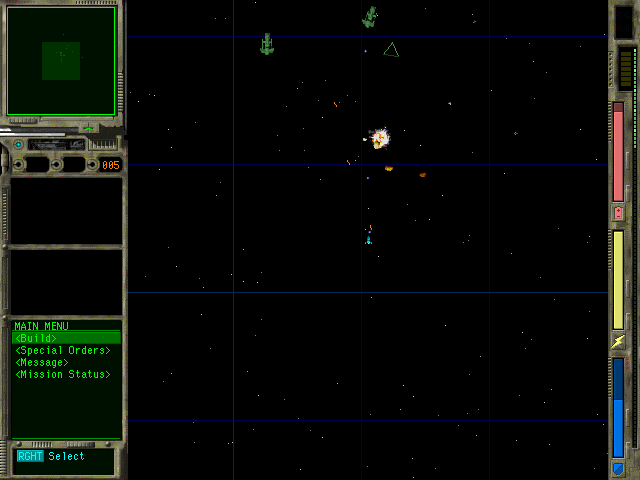 005
MAIN MENU
<Build>
<Special Orders>
<Message>
<Mission Status>
RGHT Select